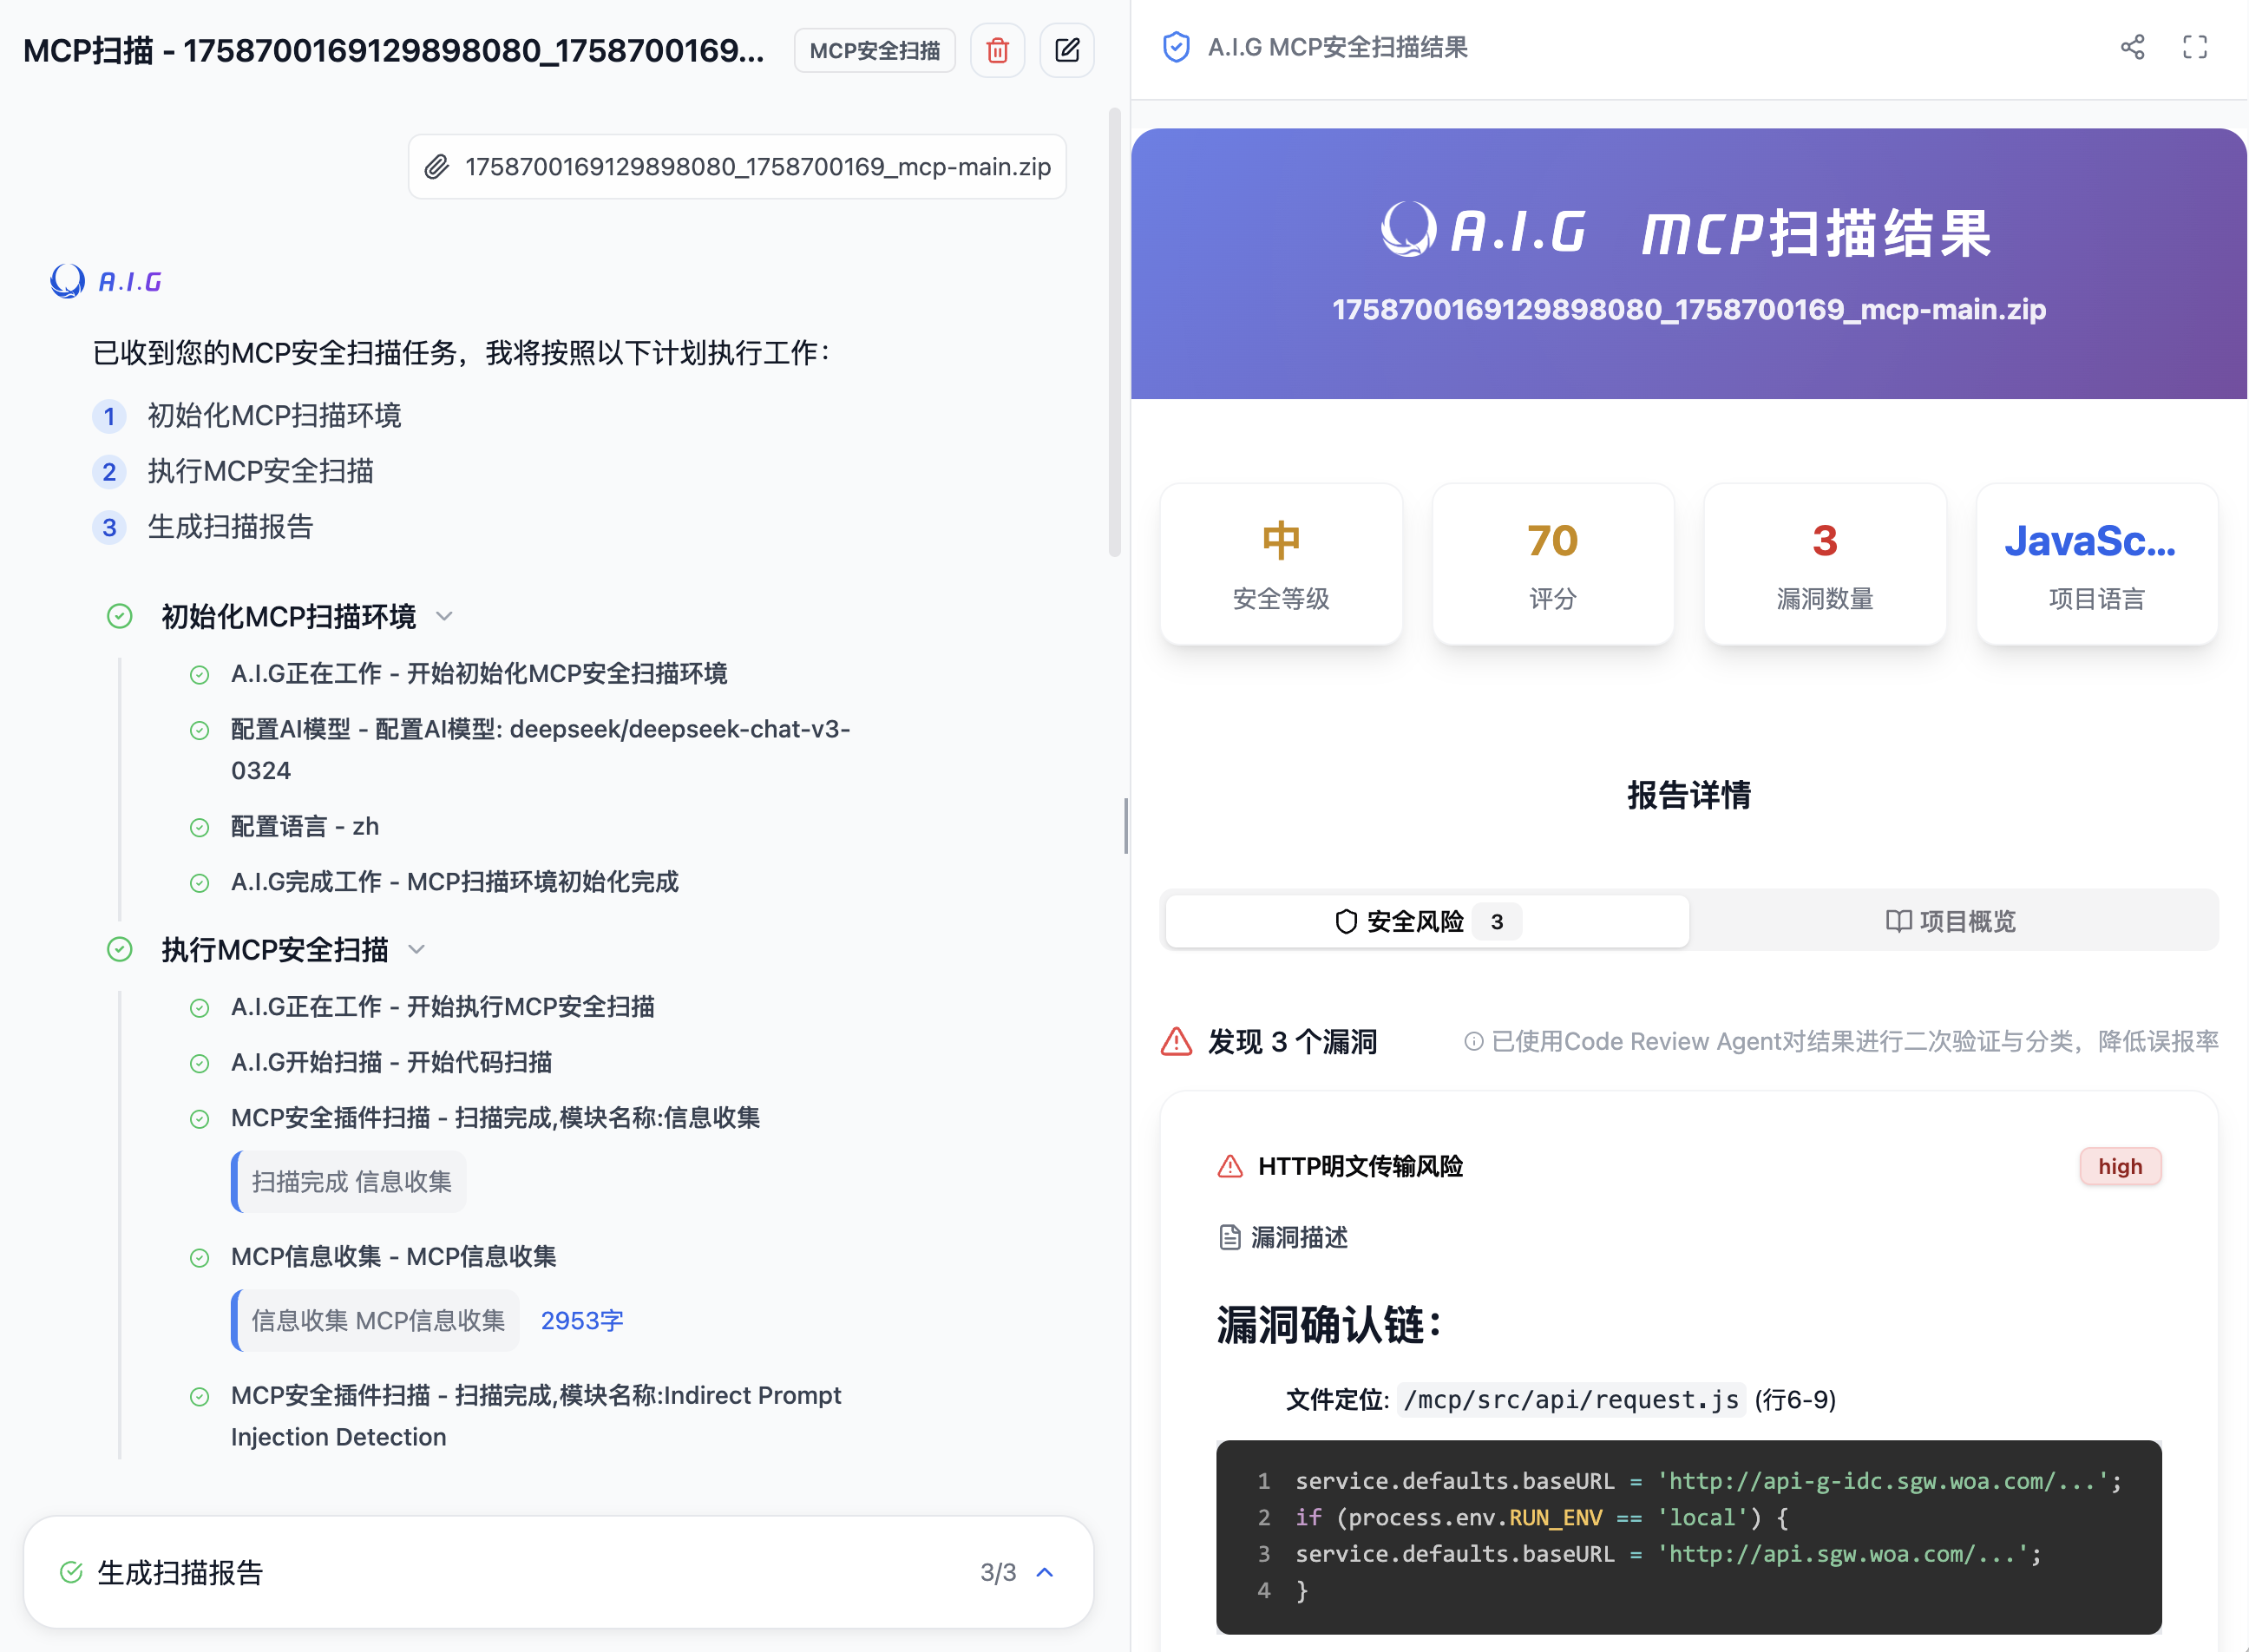 MCP扫描 - 1758700169129898080_1758700169...
MCP安全扫描
1758700169129898080_1758700169_mcp-main.zip
A.I.G
已收到您的MCP安全扫描任务，我将按照以下计划执行工作：
1 初始化MCP扫描环境
2 执行MCP安全扫描
3 生成扫描报告
初始化MCP扫描环境
A.I.G正在工作 - 开始初始化MCP安全扫描环境
配置AI模型 - 配置AI模型: deepseek/deepseek-chat-v3-
0324
配置语言 - zh
A.I.G完成工作 - MCP扫描环境初始化完成
执行MCP安全扫描
A.I.G正在工作 - 开始执行MCP安全扫描
A.I.G开始扫描 - 开始代码扫描
MCP安全插件扫描 - 扫描完成,模块名称:信息收集
扫描完成 信息收集
MCP信息收集 - MCP信息收集
信息收集 MCP信息收集 2953字
MCP安全插件扫描 - 扫描完成,模块名称:Indirect Prompt
Injection Detection
生成扫描报告 3/3
A.I.G MCP安全扫描结果
A.I.G MCP扫描结果
1758700169129898080_1758700169_mcp-main.zip
中
安全等级
70
评分
3
漏洞数量
JavaSc...
项目语言
报告详情
安全风险 3
项目概览
发现 3 个漏洞
已使用Code Review Agent对结果进行二次验证与分类，降低误报率
HTTP明文传输风险
high
漏洞描述
漏洞确认链：
文件定位: /mcp/src/api/request.js (行6-9)
1 service.defaults.baseURL = 'http://api-g-idc.sgw.woa.com/...';
2 if (process.env.RUN_ENV == 'local') {
3 service.defaults.baseURL = 'http://api.sgw.woa.com/...';
4 }